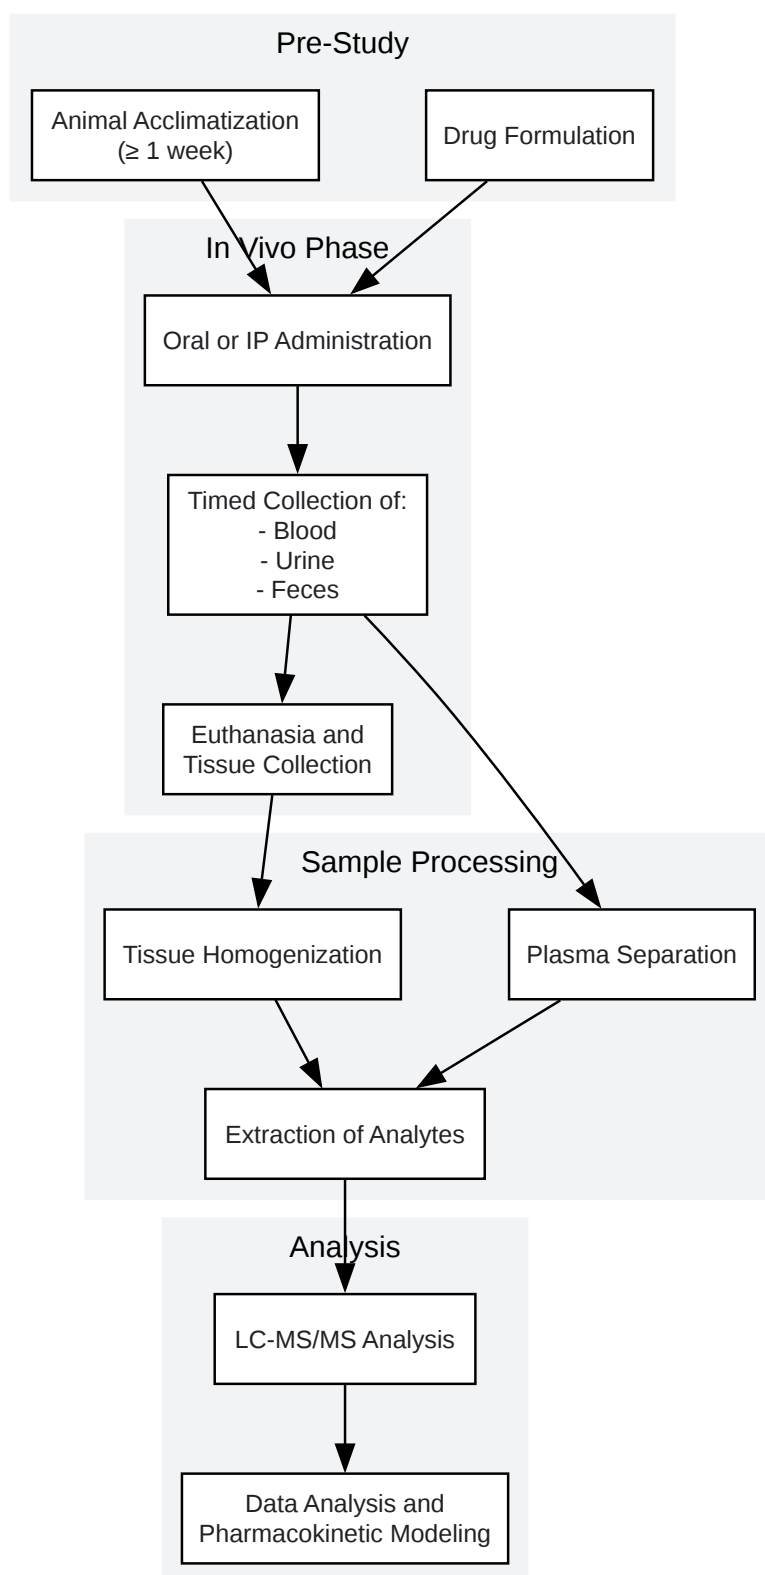 Pre-Study
Animal Acclimatization
(≥ 1 week)
Drug Formulation
In Vivo Phase
Oral or IP Administration
Timed Collection of:
- Blood
- Urine
- Feces
Euthanasia and
Tissue Collection
Sample Processing
Tissue Homogenization
Plasma Separation
Extraction of Analytes
Analysis
LC-MS/MS Analysis
Data Analysis and
Pharmacokinetic Modeling